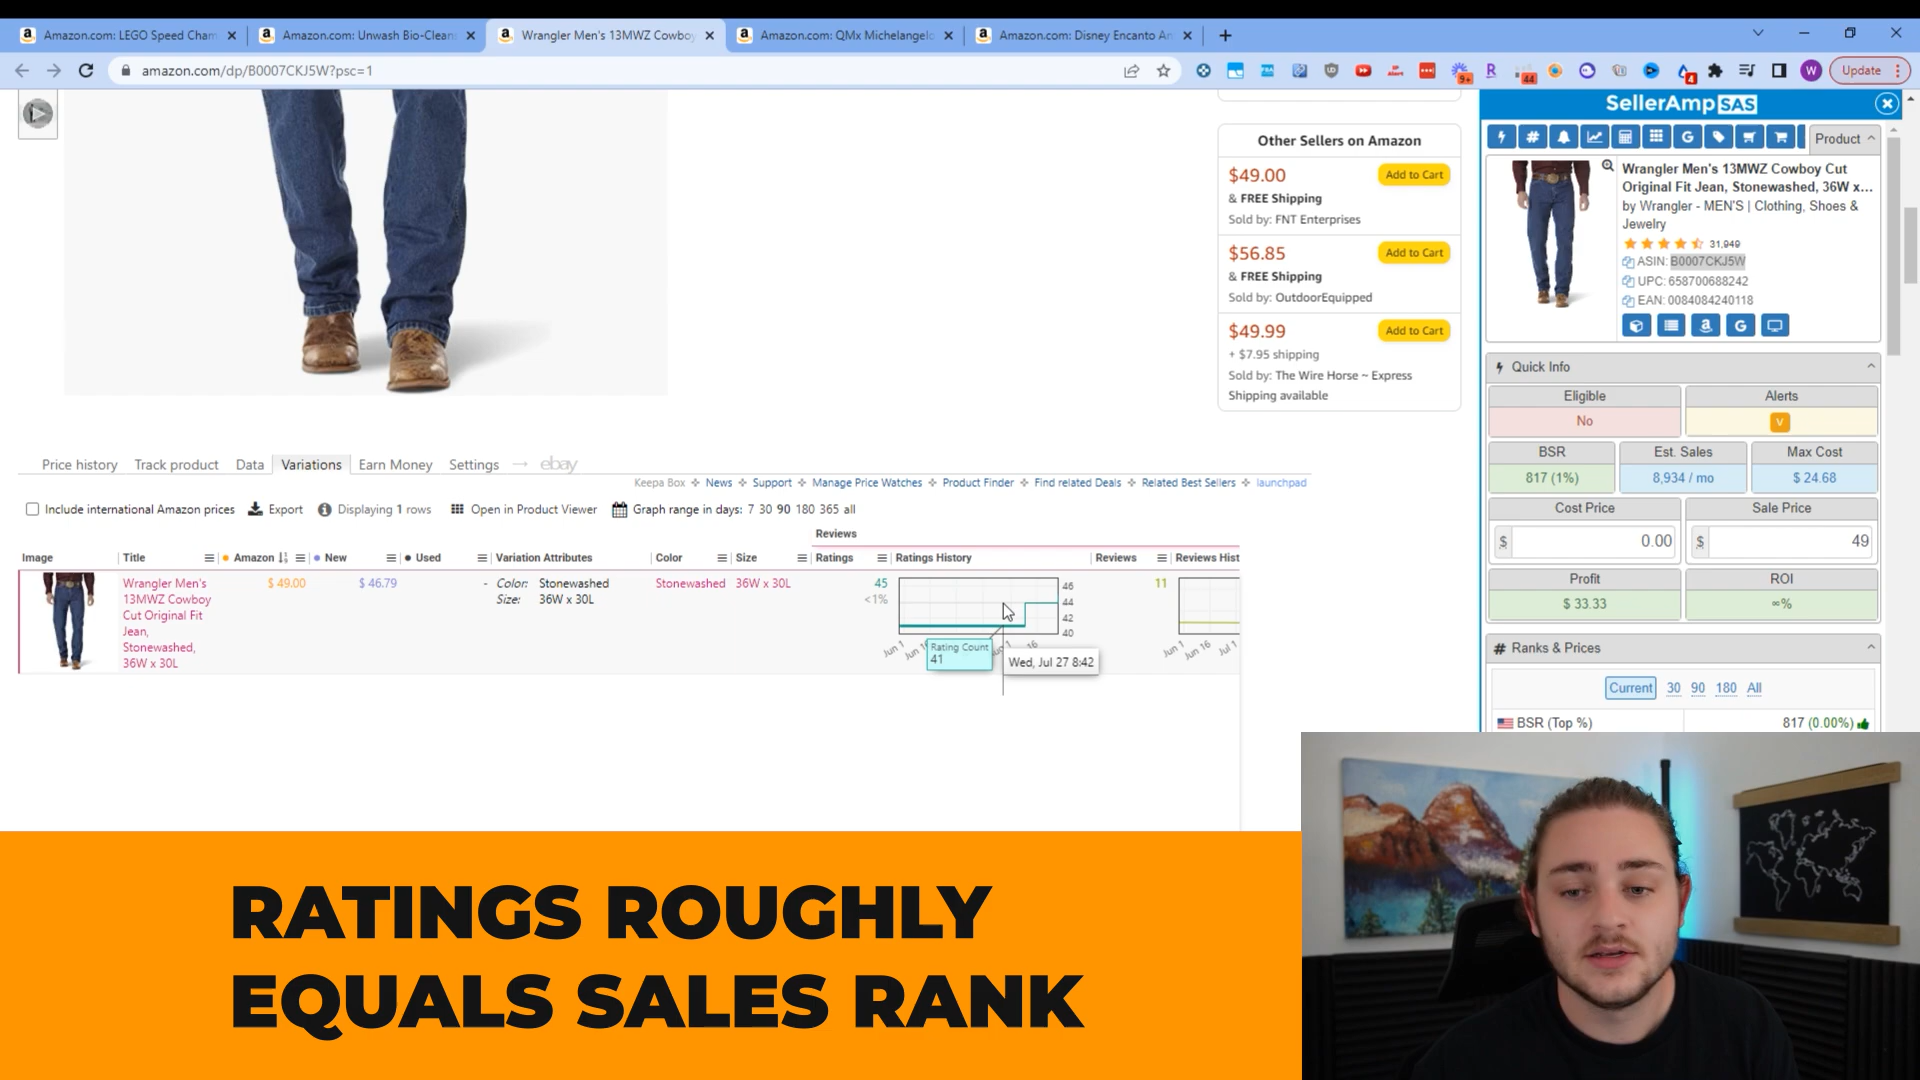 Amazon.com: LEGO Speed Cham
Amazon.com: Unwash Bio-Clean
Wrangler Men's 13MWZ Cowboy
Amazon.com: QMx Michelangelo
Amazon.com: Disney Encanto An
amazon.com/dp/B0007CKJ5W?psc=1
9+
R
44
4
W
Update
Other Sellers on Amazon
$49.00
Add to Cart
& FREE Shipping
Sold by: FNT Enterprises
$56.85
Add to Cart
& FREE Shipping
Sold by: OutdoorEquipped
$49.99
Add to Cart
+ $7.95 shipping
Sold by: The Wire Horse ~ Express
Shipping available
SellerAmp SAS
Product
Wrangler Men's 13MWZ Cowboy Cut
Original Fit Jean, Stonewashed, 36W x...
by Wrangler - MEN'S | Clothing, Shoes &
Jewelry
31,949
ASIN: B0007CKJ5W
UPC: 658700688242
EAN: 0084084240118
Quick Info
Eligible
Alerts
No
V
BSR
Est. Sales
Max Cost
817 (1%)
8,934 / mo
$ 24.68
Cost Price
Sale Price
$ 0.00
$ 49
Profit
ROI
$ 33.33
∞%
# Ranks & Prices
Current 30 90 180 All
BSR (Top %)
817 (0.00%)
Price history
Track product
Data
Variations
Earn Money
Settings
ebay
Keepa Box
News
Support
Manage Price Watches
Product Finder
Find related Deals
Related Best Sellers
launchpad
Include international Amazon prices
Export
Displaying 1 rows
Open in Product Viewer
Graph range in days: 7 30 90 180 365 all
Reviews
Image
Title
Amazon
New
Used
Variation Attributes
Color
Size
Ratings
Ratings History
Reviews
Reviews Hist
Wrangler Men's
13MWZ Cowboy
Cut Original Fit
Jean,
Stonewashed,
36W x 30L
$ 49.00
$ 46.79
-
Color: Stonewashed
Size: 36W x 30L
Stonewashed
36W x 30L
45
<1%
46
44
42
40
Jun 1
16
Rating Count
41
Wed, Jul 27 8:42
11
Jun 1
Jun 16
Jul 1
RATINGS ROUGHLY
EQUALS SALES RANK